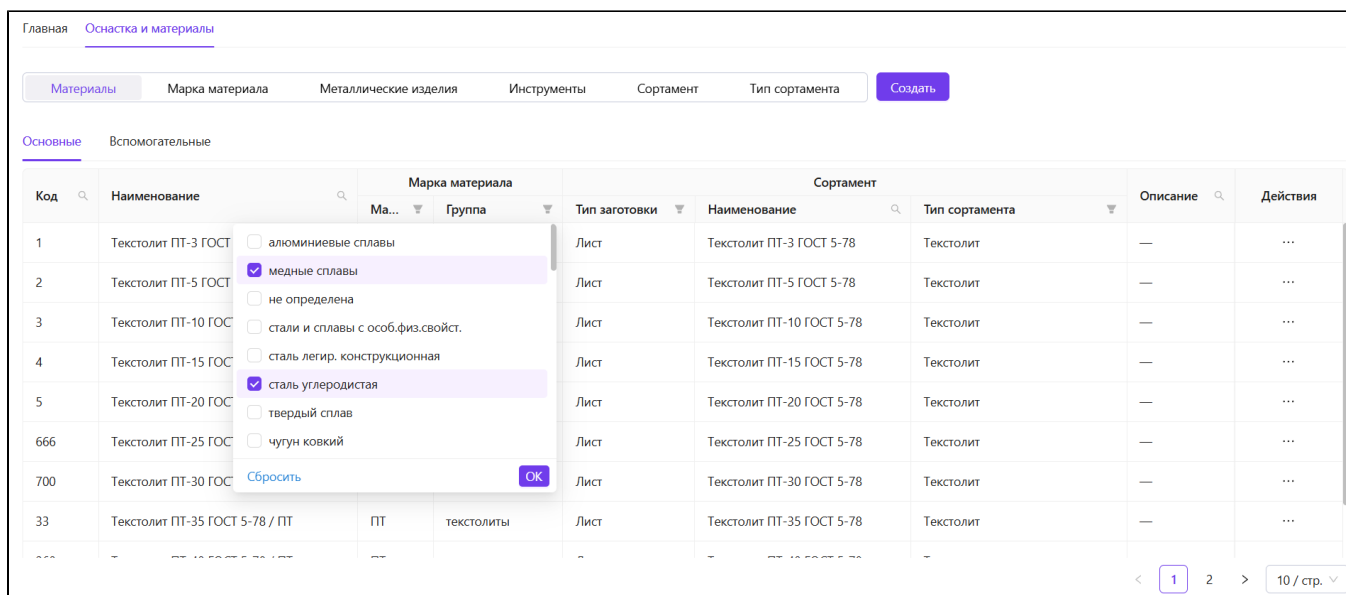 Главная Оснастка и материалы
Материалы Марка материала Металлические изделия Инструменты Сортамент Тип сортамента Создать
Основные Вспомогательные
Марка материала Сортамент
Код Наименование Описание Действия
Ма... Группа Тип заготовки Наименование Тип сортамента
1 Текстолит ПТ-3 ГОСТ Лист Текстолит ПТ-3 ГОСТ 5-78 Текстолит — ...
алюминиевые сплавы
медные сплавы
2 Текстолит ПТ-5 ГОСТ Лист Текстолит ПТ-5 ГОСТ 5-78 Текстолит — ...
не определена
3 Текстолит ПТ-10 ГОС Лист Текстолит ПТ-10 ГОСТ 5-78 Текстолит — ...
стали и сплавы с особ.физ.свойст.
сталь легир. конструкционная
4 Текстолит ПТ-15 ГОС Лист Текстолит ПТ-15 ГОСТ 5-78 Текстолит — ...
сталь углеродистая
5 Текстолит ПТ-20 ГОС Лист Текстолит ПТ-20 ГОСТ 5-78 Текстолит — ...
твердый сплав
666 Текстолит ПТ-25 ГОС Лист Текстолит ПТ-25 ГОСТ 5-78 Текстолит — ...
чугун ковкий
700 Текстолит ПТ-30 ГОС Лист Текстолит ПТ-30 ГОСТ 5-78 Текстолит — ...
Сбросить OK
33 Текстолит ПТ-35 ГОСТ 5-78 / ПТ ПТ текстолиты Лист Текстолит ПТ-35 ГОСТ 5-78 Текстолит — ...
< 1 2 > 10 / стр.